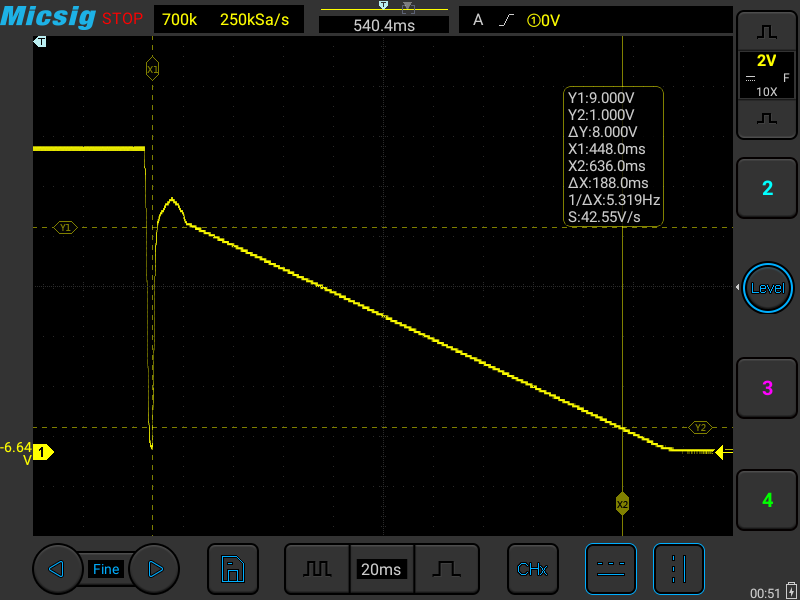 Micsig STOP 700k 250kSa/s T 540.4ms A 1 0V
T
X1
2V
F
10X
Y1:9.000V
Y2:1.000V
ΔY:8.000V
X1:448.0ms
X2:636.0ms
ΔX:188.0ms
1/ΔX:5.319Hz
S:42.55V/s
2
Y1
Level
3
Y2
-6.64
V
1
X2
4
Fine 20ms CHx
00:51